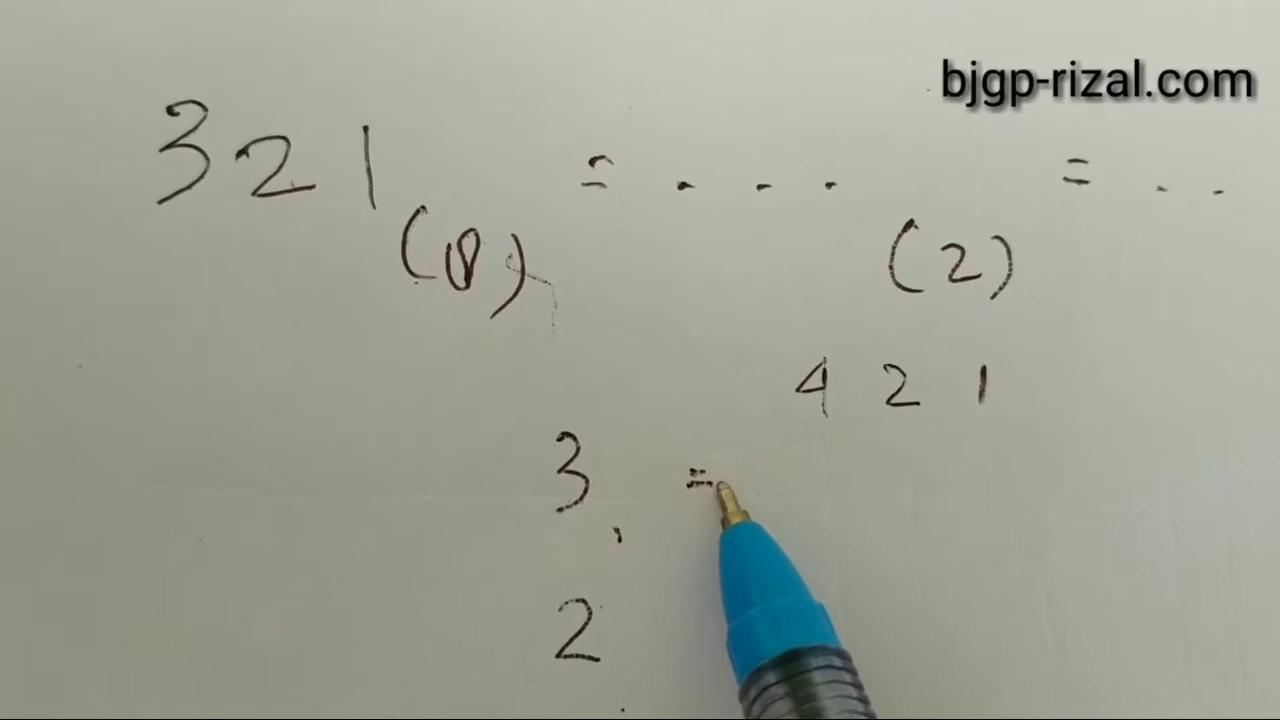 bjgp-rizal.com
321(8) = ... (2) = ..
4 2 1
3. =
2